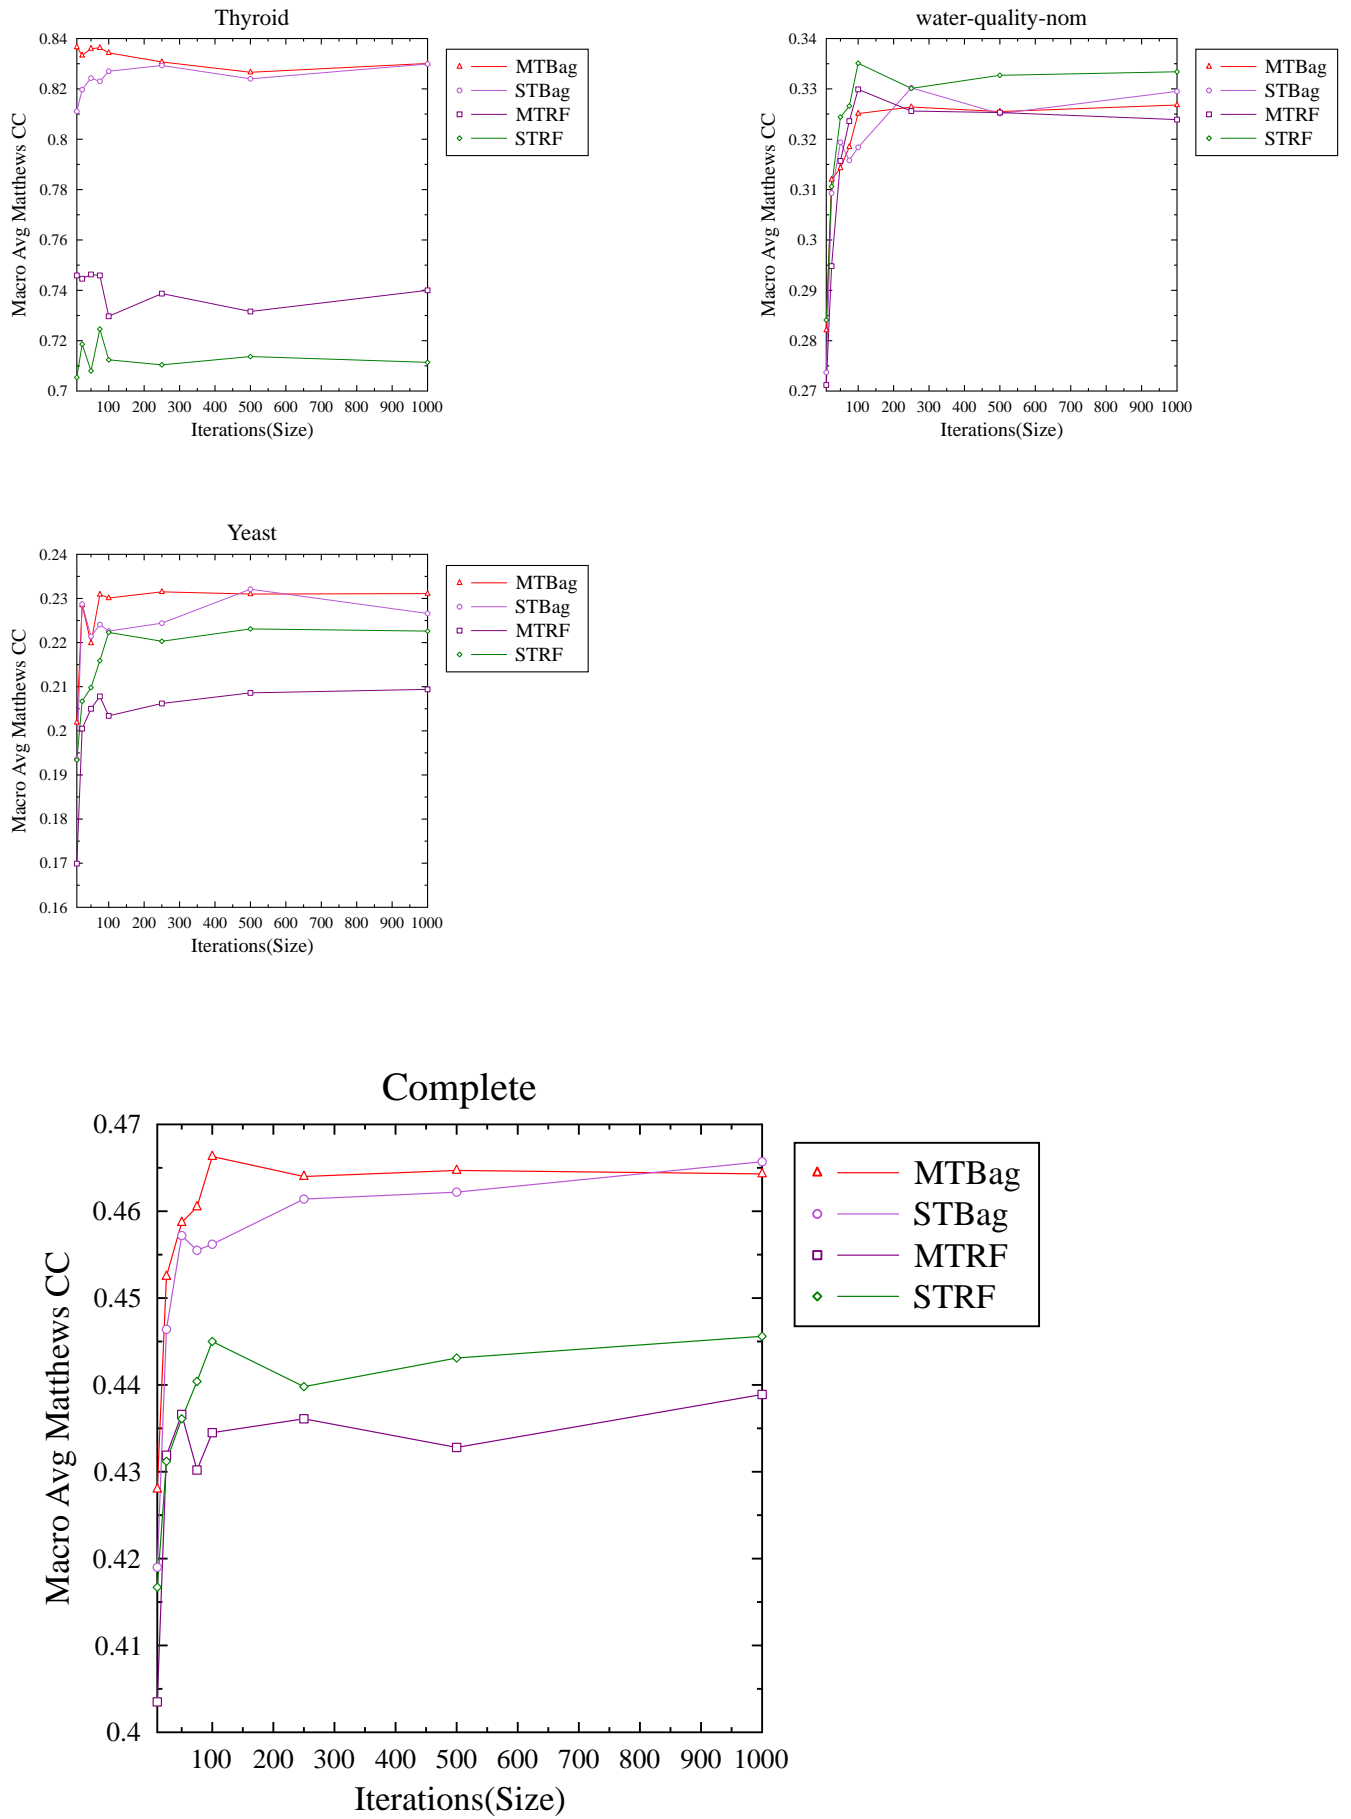 Thyroid
Macro Avg Matthews CC
0.84
0.82
0.8
0.78
0.76
0.74
0.72
0.7
100 200 300 400 500 600 700 800 900 1000
Iterations(Size)
MTBag
STBag
MTRF
STRF
water-quality-nom
Macro Avg Matthews CC
0.34
0.33
0.32
0.31
0.3
0.29
0.28
0.27
100 200 300 400 500 600 700 800 900 1000
Iterations(Size)
MTBag
STBag
MTRF
STRF
Yeast
Macro Avg Matthews CC
0.24
0.23
0.22
0.21
0.2
0.19
0.18
0.17
0.16
100 200 300 400 500 600 700 800 900 1000
Iterations(Size)
MTBag
STBag
MTRF
STRF
Complete
Macro Avg Matthews CC
0.47
0.46
0.45
0.44
0.43
0.42
0.41
0.4
100 200 300 400 500 600 700 800 900 1000
Iterations(Size)
MTBag
STBag
MTRF
STRF